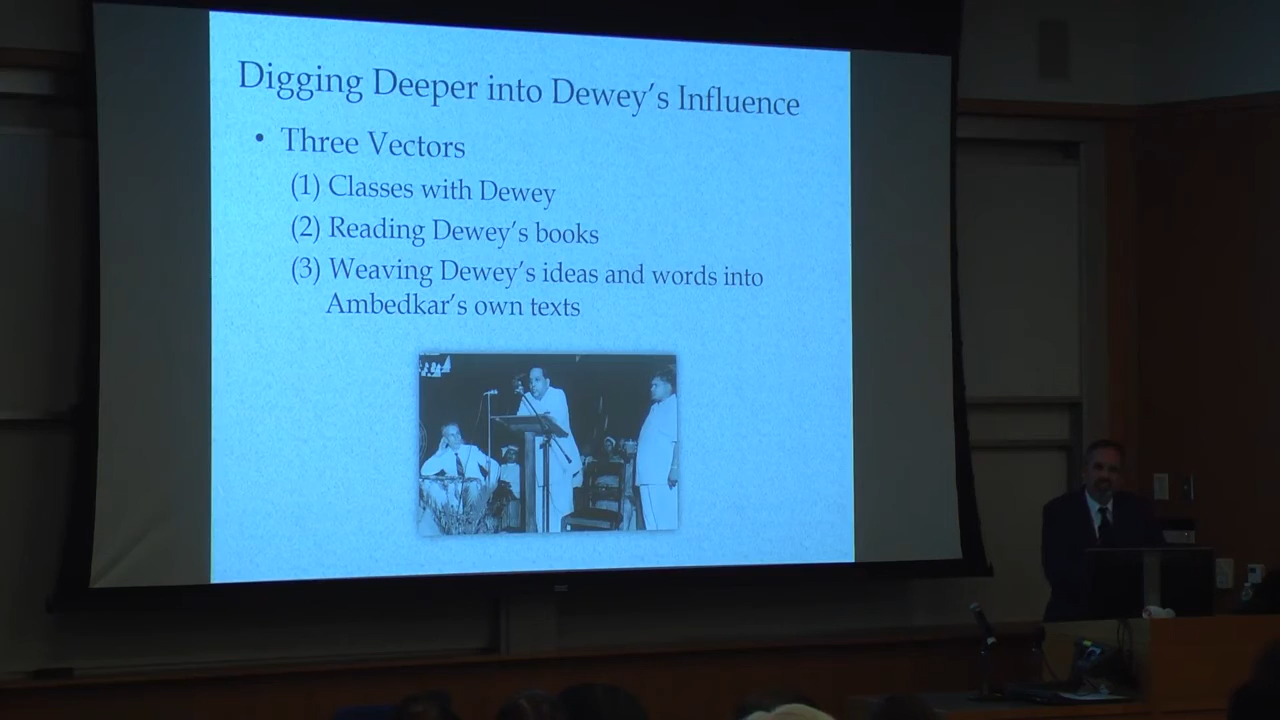 Digging Deeper into Dewey's Influence
• Three Vectors
(1) Classes with Dewey
(2) Reading Dewey's books
(3) Weaving Dewey's ideas and words into
Ambedkar's own texts